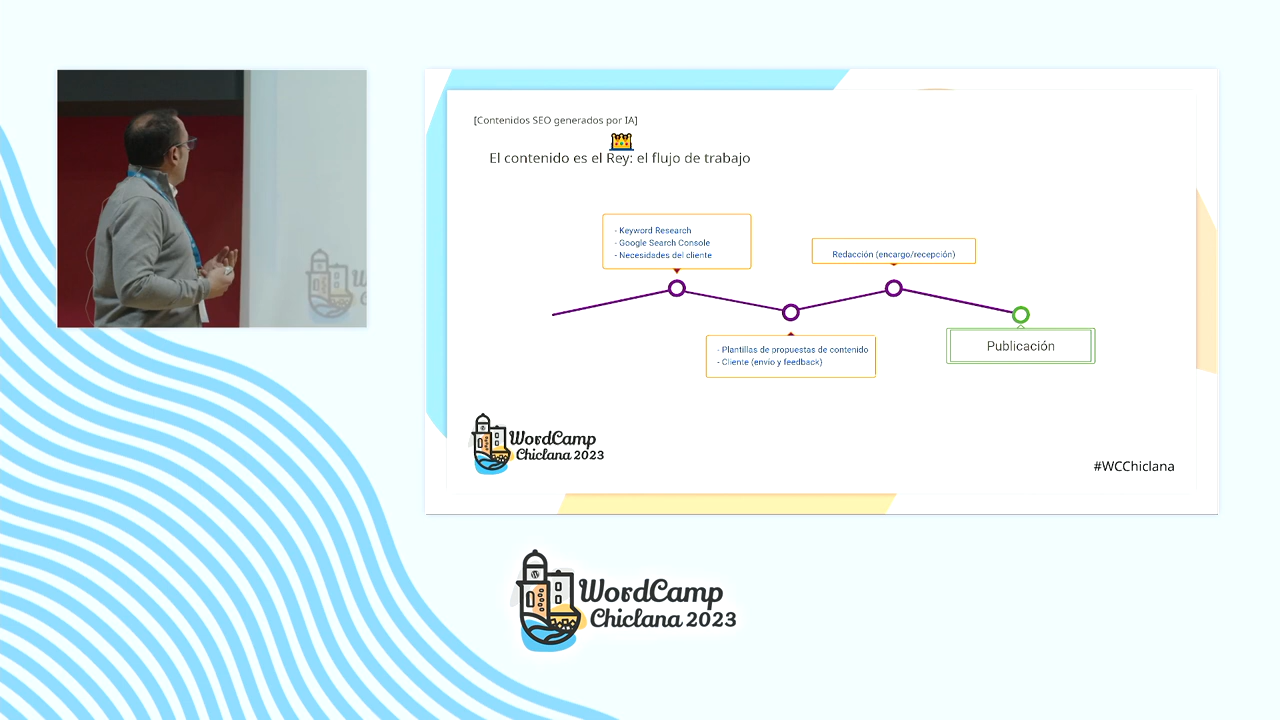 [Contenidos SEO generados por IA]
El contenido es el Rey: el flujo de trabajo
- Keyword Research
- Google Search Console
- Necesidades del cliente
Redacción (encargo/recepción)
- Plantillas de propuestas de contenido
- Cliente (envío y feedback)
Publicación
WordCamp
Chiclana 2023
#WCChiclana
WordCamp
Chiclana 2023